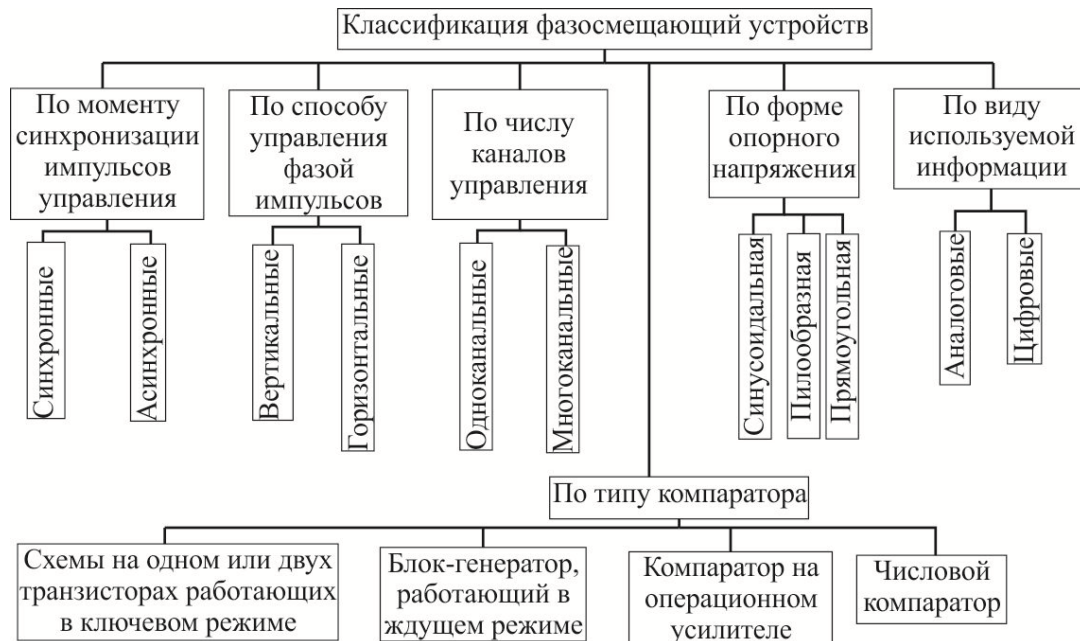 Классификация фазосмещающий устройств
По моменту
синхронизации
импульсов
управления
Синхронные
Асинхронные
По способу
управления
фазой
импульсов
Вертикальные
Горизонтальные
По числу
каналов
управления
Одноканальные
Многоканальные
По форме
опорного
напряжения
Синусоидальная
Пилообразная
Прямоугольная
По виду
используемой
информации
Аналоговые
Цифровые
По типу компаратора
Схемы на одном или двух
транзисторах работающих
в ключевом режиме
Блок-генератор,
работающий в
ждущем режиме
Компаратор на
операционном
усилителе
Числовой
компаратор